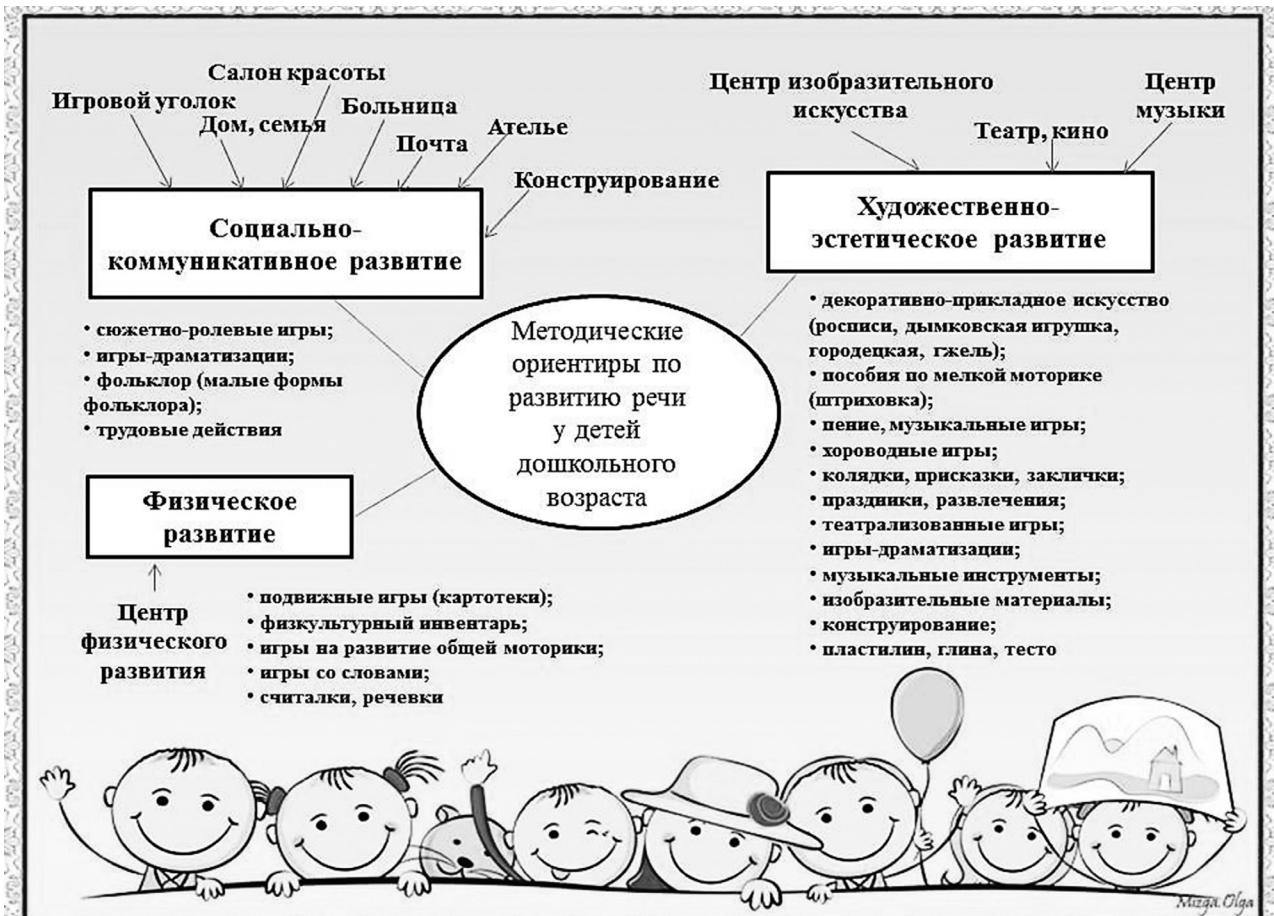 Салон красоты
Игровой уголок
Дом, семья
Больница
Почта
Ателье
Конструирование
Социально-
коммуникативное развитие
• сюжетно-ролевые игры;
• игры-драматизации;
• фольклор (малые формы
фольклора);
• трудовые действия
Физическое
развитие
Центр
физического
развития
• подвижные игры (картотеки);
• физкультурный инвентарь;
• игры на развитие общей моторики;
• игры со словами;
• считалки, речевки
Методические
ориентиры по
развитию речи
у детей
дошкольного
возраста
Центр изобразительного
искусства
Театр, кино
Центр
музыки
Художественно-
эстетическое развитие
• декоративно-прикладное искусство
(росписи, дымковская игрушка,
городецкая, гжель);
• пособия по мелкой моторике
(штриховка);
• пение, музыкальные игры;
• хороводные игры;
• колядки, присказки, заклички;
• праздники, развлечения;
• театрализованные игры;
• игры-драматизации;
• музыкальные инструменты;
• изобразительные материалы;
• конструирование;
• пластилин, глина, тесто
Mizga Olga